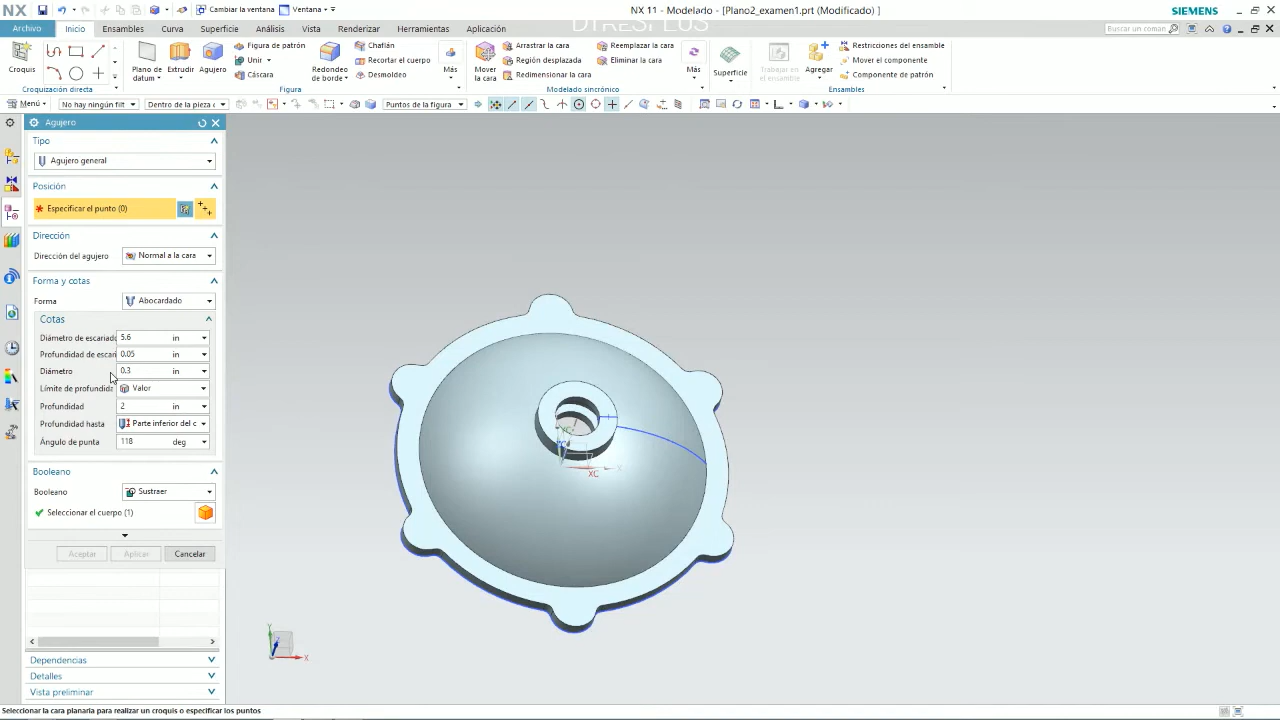 NX Cambiar la ventana Ventana NX 11 - Modelado - [Plano2_examen1.prt (Modificado) ] SIEMENS
DTRESPLUS
Archivo Inicio Ensambles Curva Superficie Análisis Vista Renderizar Herramientas Aplicación Buscar un coman
Croquis
Croquización directa
Plano de datum
Extrudir
Agujero
Figura de patrón
Unir
Cáscara
Redondeo de borde
Chaflán
Recortar el cuerpo
Desmoldeo
Más
Figura
Mover la cara
Arrastrar la cara
Región desplazada
Redimensionar la cara
Reemplazar la cara
Eliminar la cara
Más
Modelado sincrónico
Superficie
Trabajar en el ensamble
Agregar
Restricciones del ensamble
Mover el componente
Componente de patrón
Ensambles
Menú No hay ningún filt Dentro de la pieza c Puntos de la figura
Agujero
Tipo
Agujero general
Posición
* Especificar el punto (0)
Dirección
Dirección del agujero Normal a la cara
Forma y cotas
Forma Abocardado
Cotas
Diámetro de escariado 5.6 in
Profundidad de escari 0.05 in
Diámetro 0.3 in
Límite de profundida Valor
Profundidad 2 in
Profundidad hasta Parte inferior del c
Ángulo de punta 118 deg
Booleano
Booleano Sustraer
Seleccionar el cuerpo (1)
Aceptar Aplicar Cancelar
Dependencias
Detalles
Vista preliminar
XC
X
Y
X
Seleccionar la cara planaria para realizar un croquis o especificar los puntos